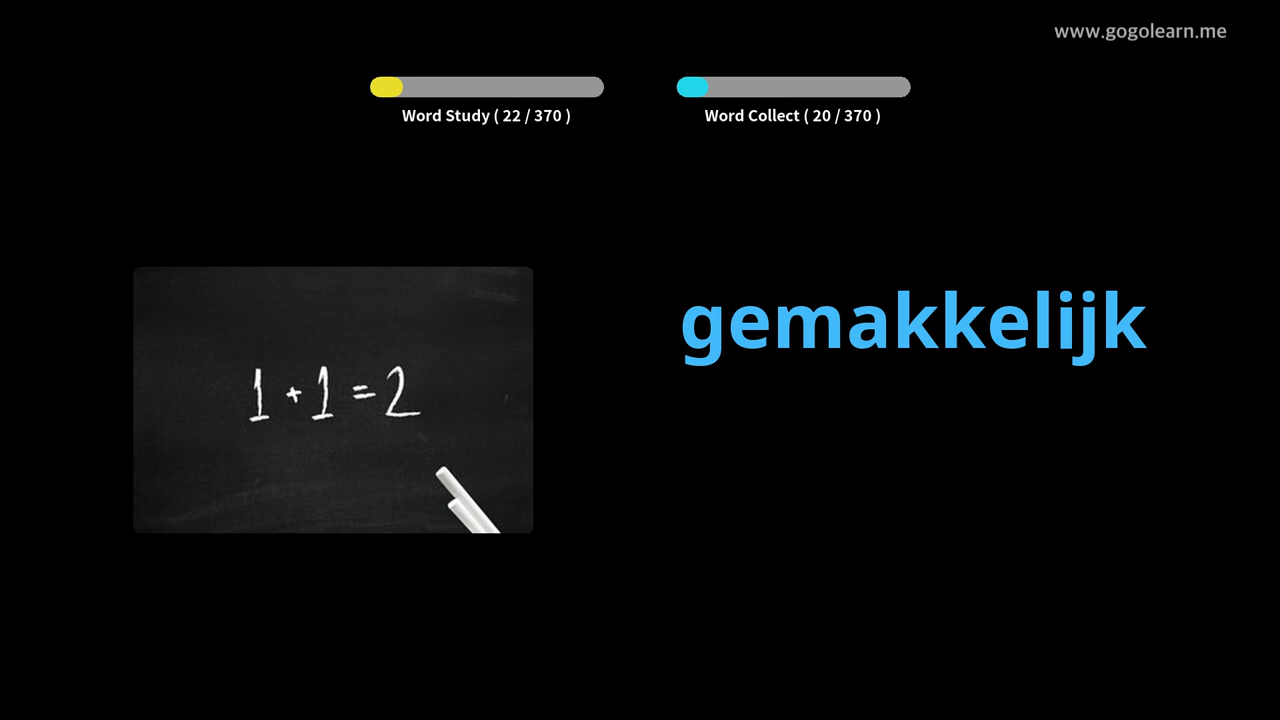 www.gogolearn.me
Word Study ( 22 / 370 )
Word Collect ( 20 / 370 )
gemakkelijk
1 + 1 = 2